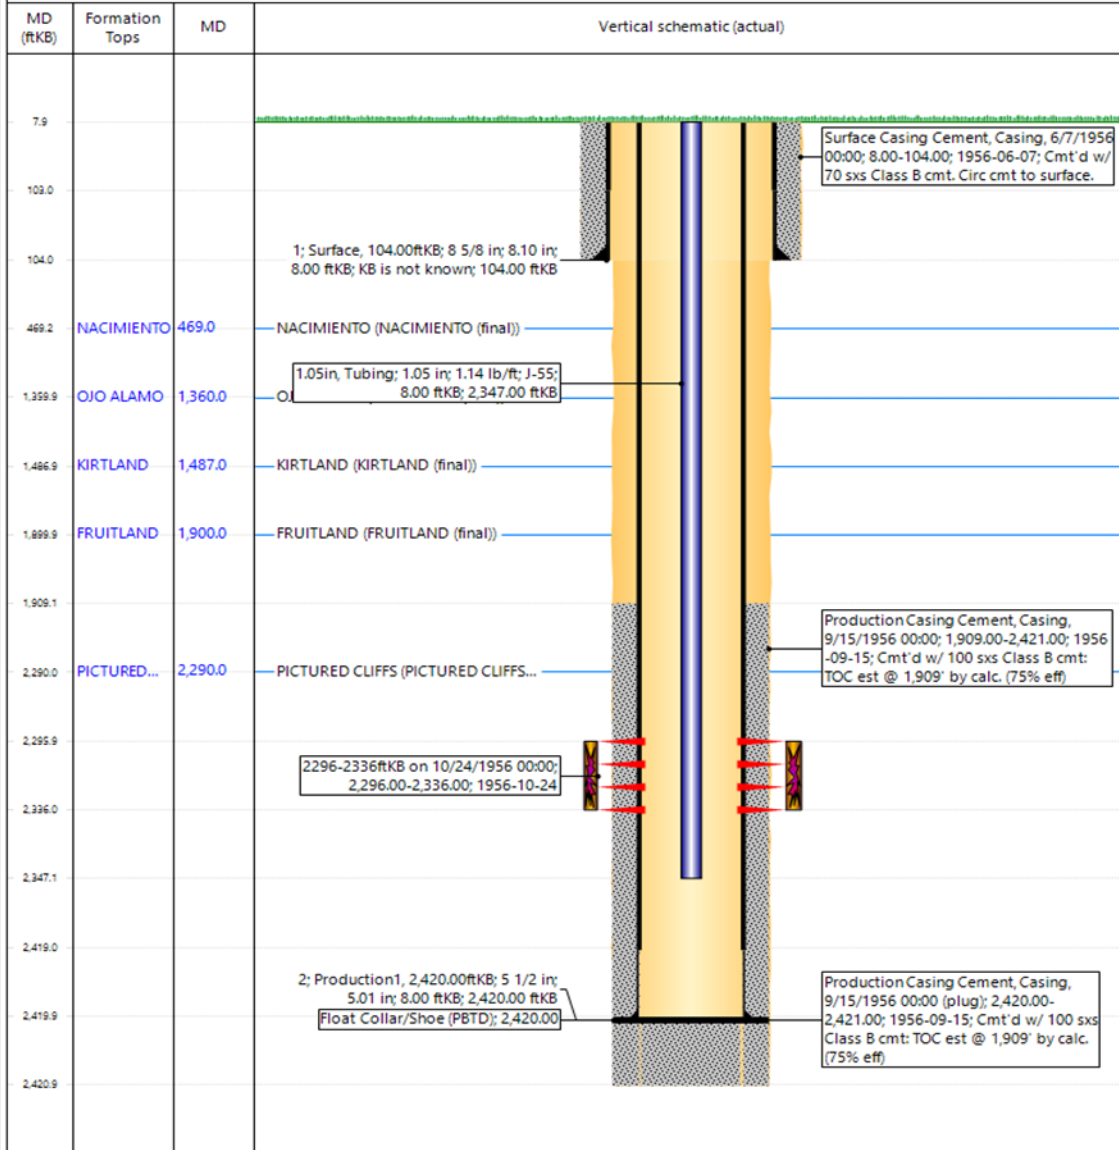 MD
(ftKB)
Formation
Tops
MD
Vertical schematic (actual)
7.9
Surface Casing Cement, Casing, 6/7/1956
00:00; 8.00-104.00; 1956-06-07; Cmt'd w/
70 sxs Class B cmt. Circ cmt to surface.
103.0
1; Surface, 104.00ftKB; 8 5/8 in; 8.10 in;
8.00 ftKB; KB is not known; 104.00 ftKB
104.0
469.2
NACIMIENTO
469.0
NACIMIENTO (NACIMIENTO (final))
1.05in, Tubing; 1.05 in; 1.14 lb/ft; J-55;
8.00 ftKB; 2,347.00 ftKB
1,359.9
OJO ALAMO
1,360.0
1,486.9
KIRTLAND
1,487.0
KIRTLAND (KIRTLAND (final))
1,899.9
FRUITLAND
1,900.0
FRUITLAND (FRUITLAND (final))
1,909.1
Production Casing Cement, Casing,
9/15/1956 00:00; 1,909.00-2,421.00; 1956
-09-15; Cmt'd w/ 100 sxs Class B cmt:
TOC est @ 1,909' by calc. (75% eff)
2,290.0
PICTURED...
2,290.0
PICTURED CLIFFS (PICTURED CLIFFS...
2,295.9
2296-2336ftKB on 10/24/1956 00:00;
2,296.00-2,336.00; 1956-10-24
2,336.0
2,347.1
2,419.0
2; Production1, 2,420.00ftKB; 5 1/2 in;
5.01 in; 8.00 ftKB; 2,420.00 ftKB
Float Collar/Shoe (PBTD); 2,420.00
2,419.9
Production Casing Cement, Casing,
9/15/1956 00:00 (plug); 2,420.00-
2,421.00; 1956-09-15; Cmt'd w/ 100 sxs
Class B cmt: TOC est @ 1,909' by calc.
(75% eff)
2,420.9